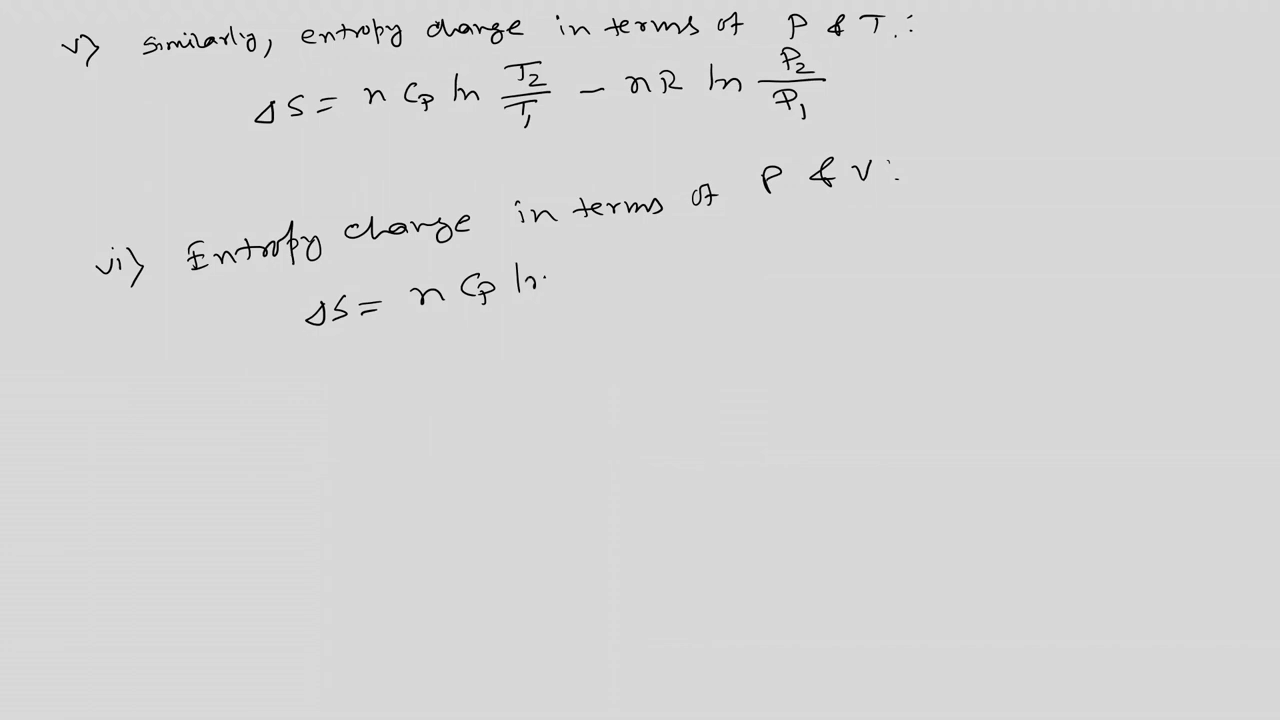 v) Similarly, entropy change in terms of P & T.:
ΔS = n Cp ln T2/T1 - nR ln P2/P1
vi) Entropy change in terms of P & V:
ΔS = n Cp ln